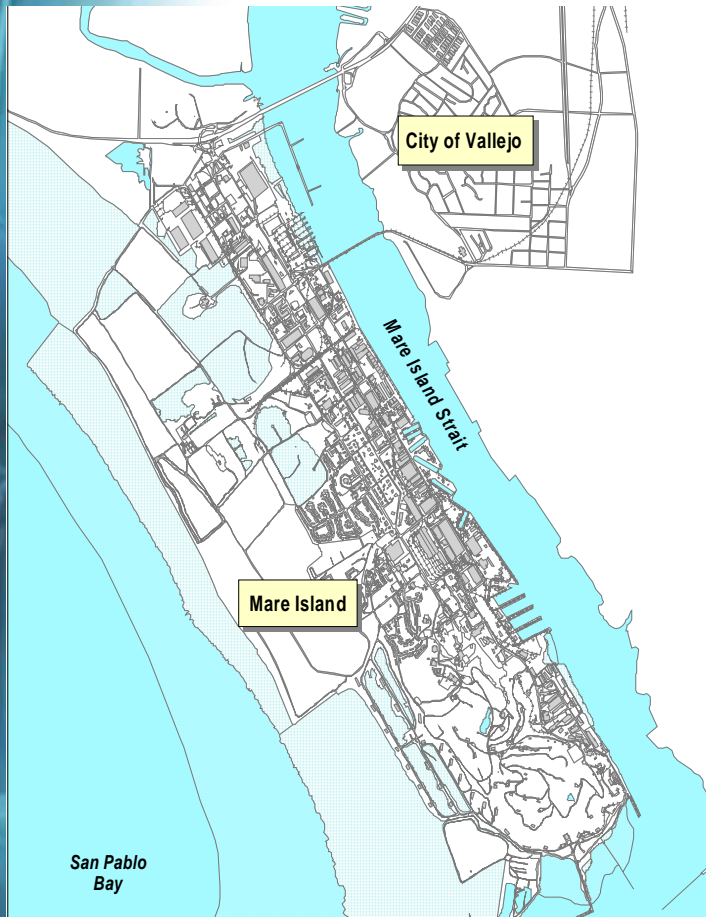 City of Vallejo
Mare Island Strait
Mare Island
San Pablo
Bay